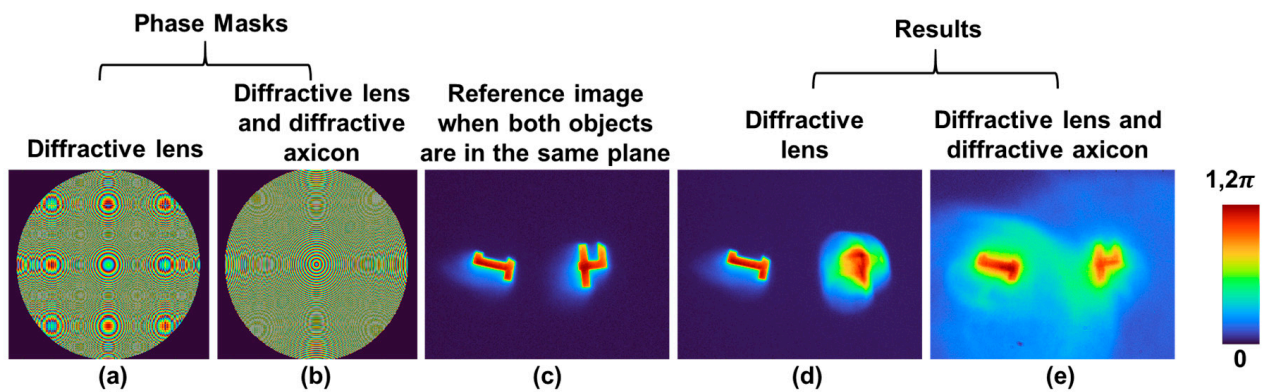 Phase Masks
Results
Diffractive lens
Diffractive lens
and diffractive
axicon
Reference image
when both objects
are in the same plane
Diffractive
lens
Diffractive lens and
diffractive axicon
1,2π
0
(a)
(b)
(c)
(d)
(e)